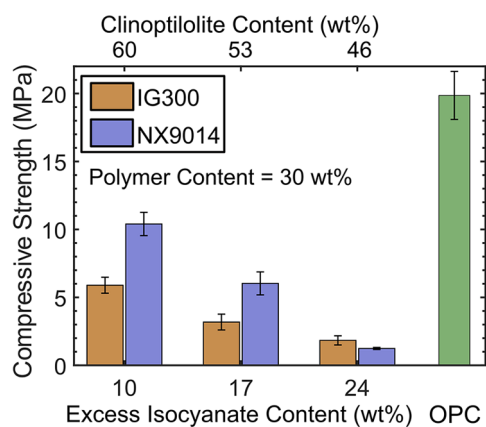 Clinoptilolite Content (wt%)
60 53 46
Compressive Strength (MPa)
20
15
10
5
0
IG300
NX9014
Polymer Content = 30 wt%
10 17 24 OPC
Excess Isocyanate Content (wt%)